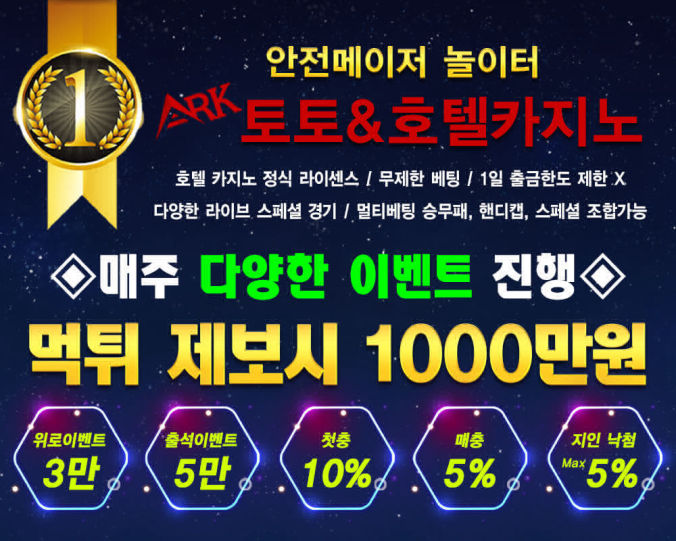 1
안전메이저 놀이터
ARK 토토&호텔카지노
호텔 카지노 정식 라이센스 / 무제한 베팅 / 1일 출금한도 제한 X
다양한 라이브 스페셜 경기 / 멀티베팅 승무패, 핸디캡, 스페셜 조합가능
◈매주 다양한 이벤트 진행◈
먹튀 제보시 1000만원
위로이벤트 출석이벤트 첫충 매충 지인 낙첨
3만 5만 10% 5% Max 5%